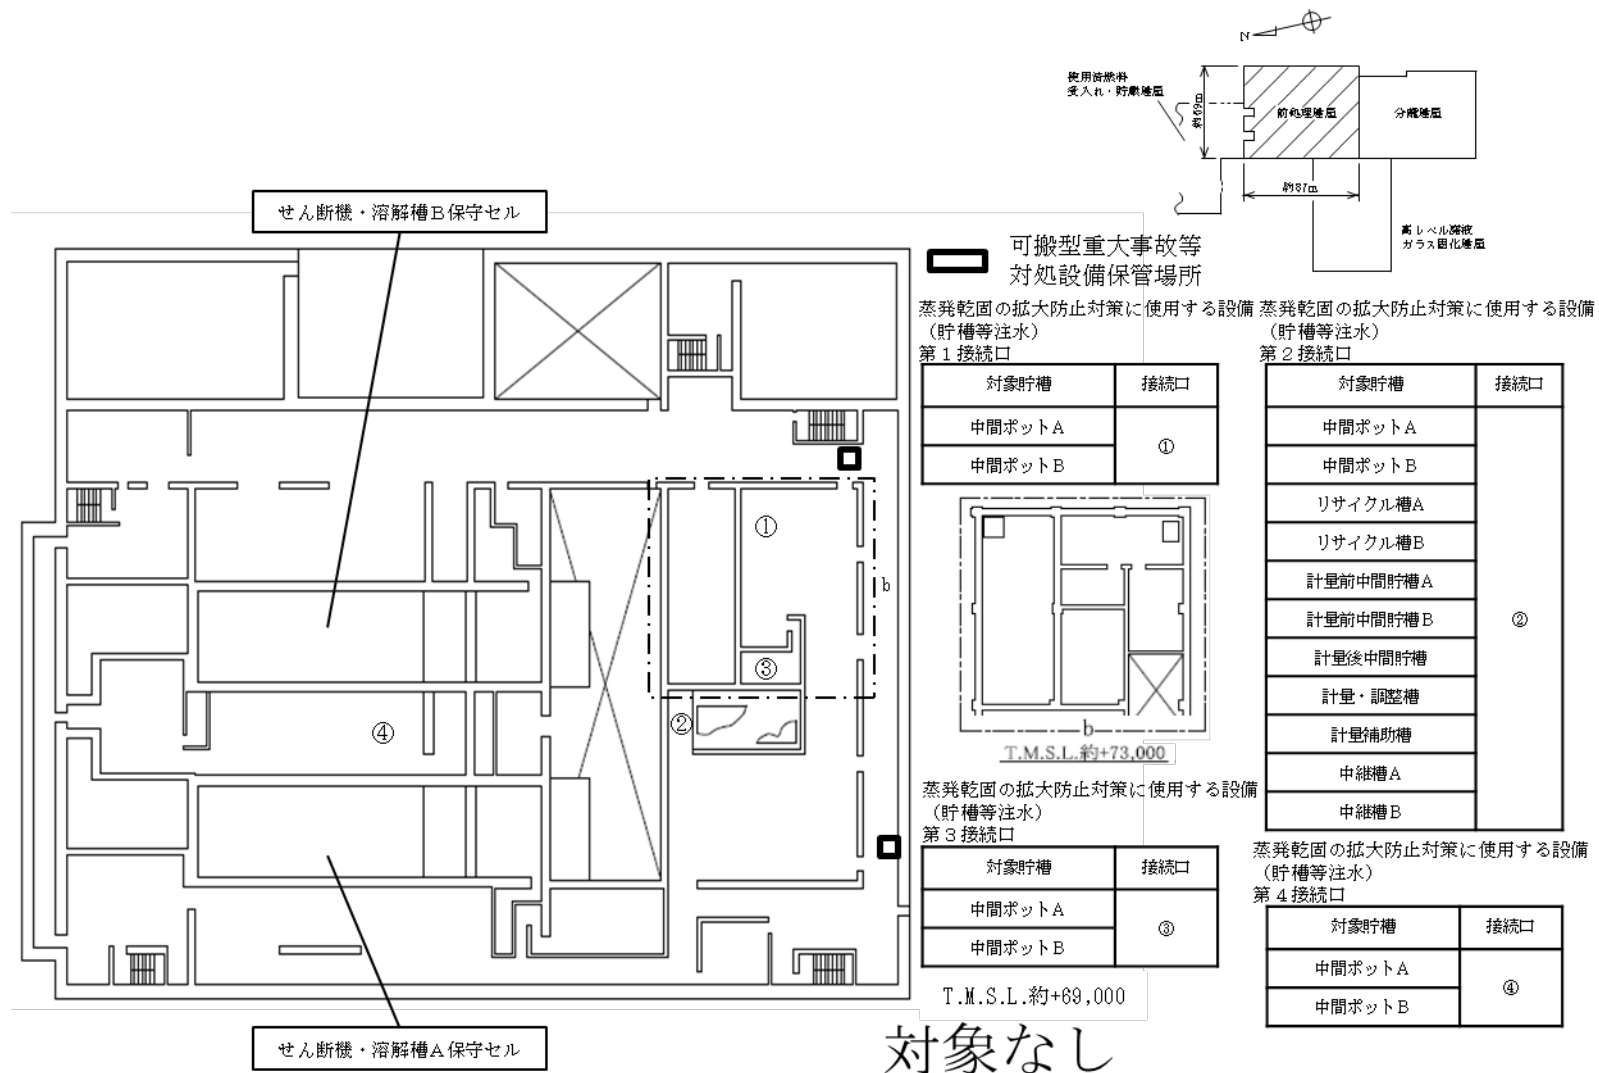 N
使用済燃料
受入れ・貯蔵建屋
約69m
前処理建屋
分離建屋
約87m
高レベル廃液
ガラス固化建屋
せん断機・溶解槽B保守セル
可搬型重大事故等
対処設備保管場所
蒸発乾固の拡大防止対策に使用する設備
(貯槽等注水)
第1接続口
対象貯槽 接続口
中間ポットA
①
中間ポットB
蒸発乾固の拡大防止対策に使用する設備
(貯槽等注水)
第2接続口
対象貯槽 接続口
中間ポットA
中間ポットB
リサイクル槽A
リサイクル槽B
計量前中間貯槽A
計量前中間貯槽B
②
計量後中間貯槽
計量・調整槽
計量補助槽
中継槽A
中継槽B
①
b
③
②
④
b
T.M.S.L.約+73,000
蒸発乾固の拡大防止対策に使用する設備
(貯槽等注水)
第3接続口
対象貯槽 接続口
中間ポットA
③
中間ポットB
蒸発乾固の拡大防止対策に使用する設備
(貯槽等注水)
第4接続口
対象貯槽 接続口
中間ポットA
④
中間ポットB
T.M.S.L.約+69,000
せん断機・溶解槽A保守セル
対象なし